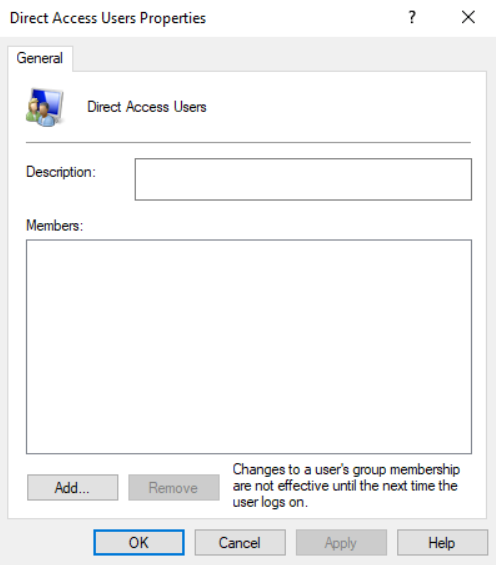 Direct Access Users Properties ? ×
General
Direct Access Users
Description:
Members:
Add... Remove
Changes to a user's group membership
are not effective until the next time the
user logs on.
OK Cancel Apply Help